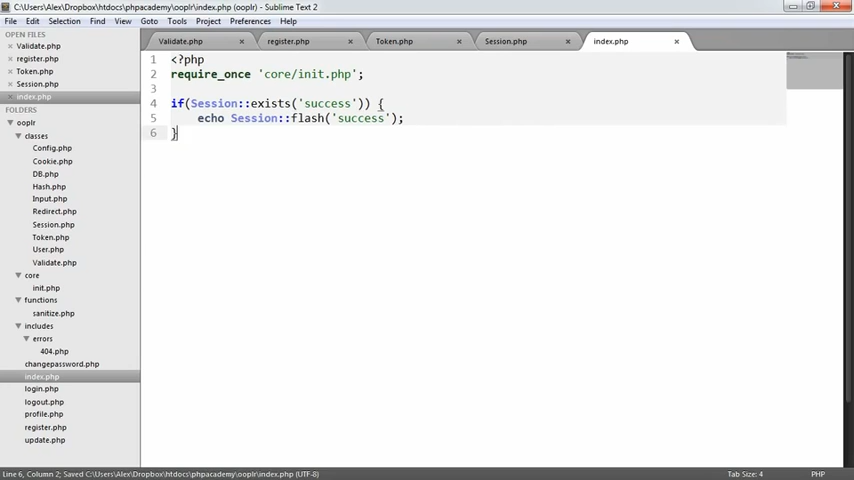 C:\Users\Alex\Dropbox\htdocs\phpacademy\ooplr\index.php (ooplr) - Sublime Text 2
File Edit Selection Find View Goto Tools Project Preferences Help
OPEN FILES
Validate.php
register.php
Token.php
Session.php
index.php
FOLDERS
ooplr
classes
Config.php
Cookie.php
DB.php
Hash.php
Input.php
Redirect.php
Session.php
Token.php
User.php
Validate.php
core
init.php
functions
sanitize.php
includes
errors
404.php
changepassword.php
index.php
login.php
logout.php
profile.php
register.php
update.php
Validate.php register.php Token.php Session.php index.php
1 <?php
2 require_once 'core/init.php';
3
4 if(Session::exists('success')) {
5 echo Session::flash('success');
6 }
Line 6, Column 2; Saved C:\Users\Alex\Dropbox\htdocs\phpacademy\ooplr\index.php (UTF-8) Tab Size: 4 PHP